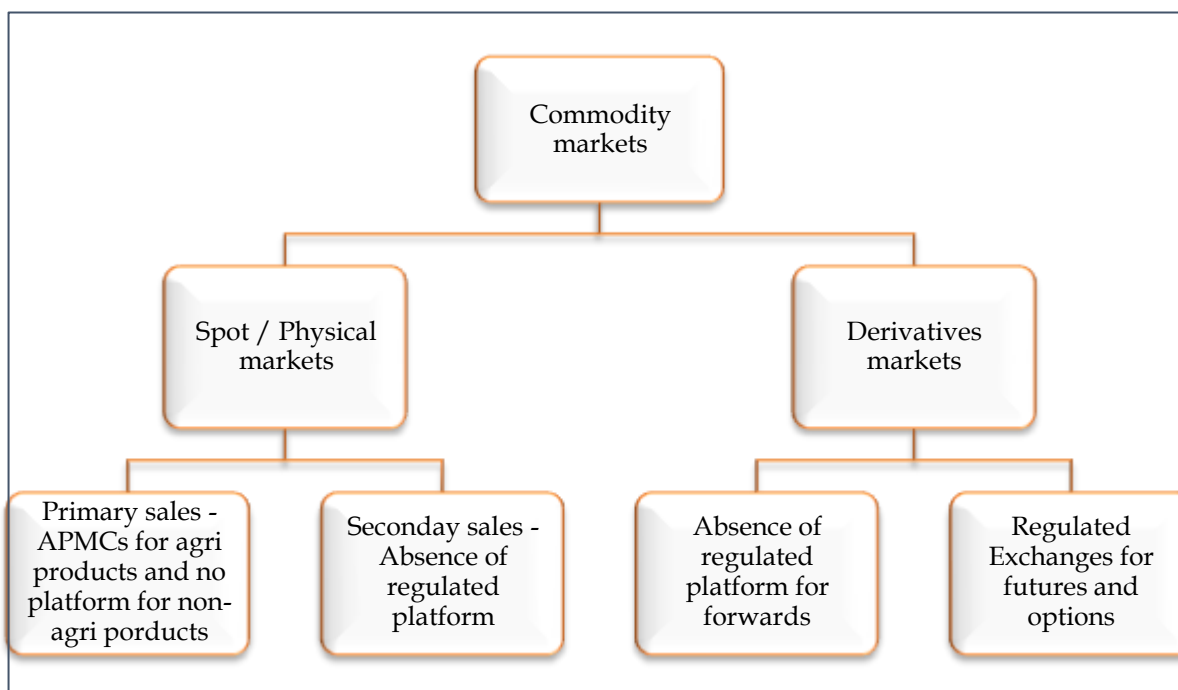 Commodity
markets
Spot / Physical
markets
Derivatives
markets
Primary sales -
APMCs for agri
products and no
platform for non-
agri porducts
Seconday sales -
Absence of
regulated
platform
Absence of
regulated
platform for
forwards
Regulated
Exchanges for
futures and
options